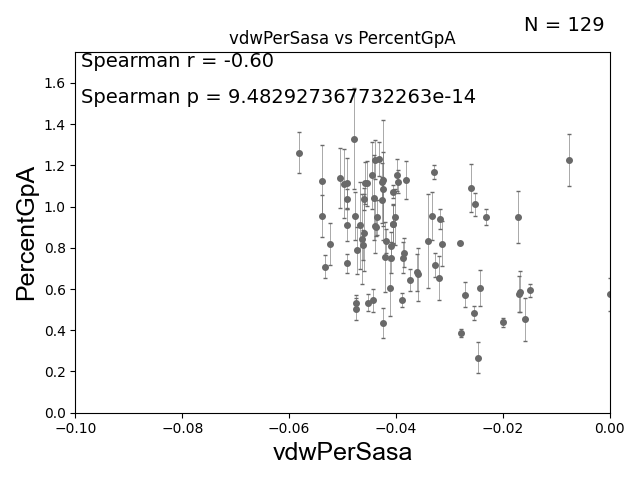 N = 129
vdwPerSasa vs PercentGpA
Spearman r = -0.60
Spearman p = 9.482927367732263e-14
PercentGpA
1.6
1.4
1.2
1.0
0.8
0.6
0.4
0.2
0.0
−0.10 −0.08 −0.06 −0.04 −0.02 0.00
vdwPerSasa